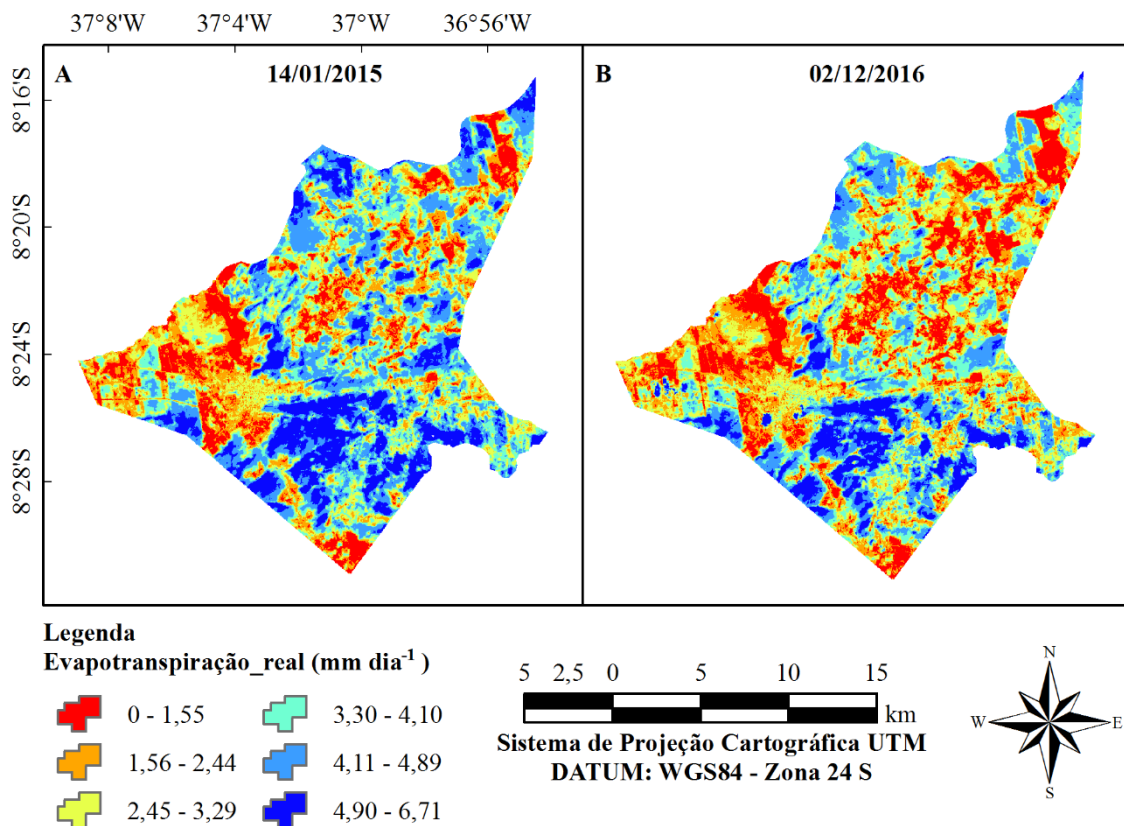 37°8'W 37°4'W 37°0'W 36°56'W
A 14/01/2015
B 02/12/2016
8°16'S
8°20'S
8°24'S
8°28'S
Legenda
Evapotranspiração_real (mm dia⁻¹ )
0 - 1,55
1,56 - 2,44
2,45 - 3,29
3,30 - 4,10
4,11 - 4,89
4,90 - 6,71
5 2,5 0 5 10 15
km
Sistema de Projeção Cartográfica UTM
DATUM: WGS84 - Zona 24 S
N
W E
S